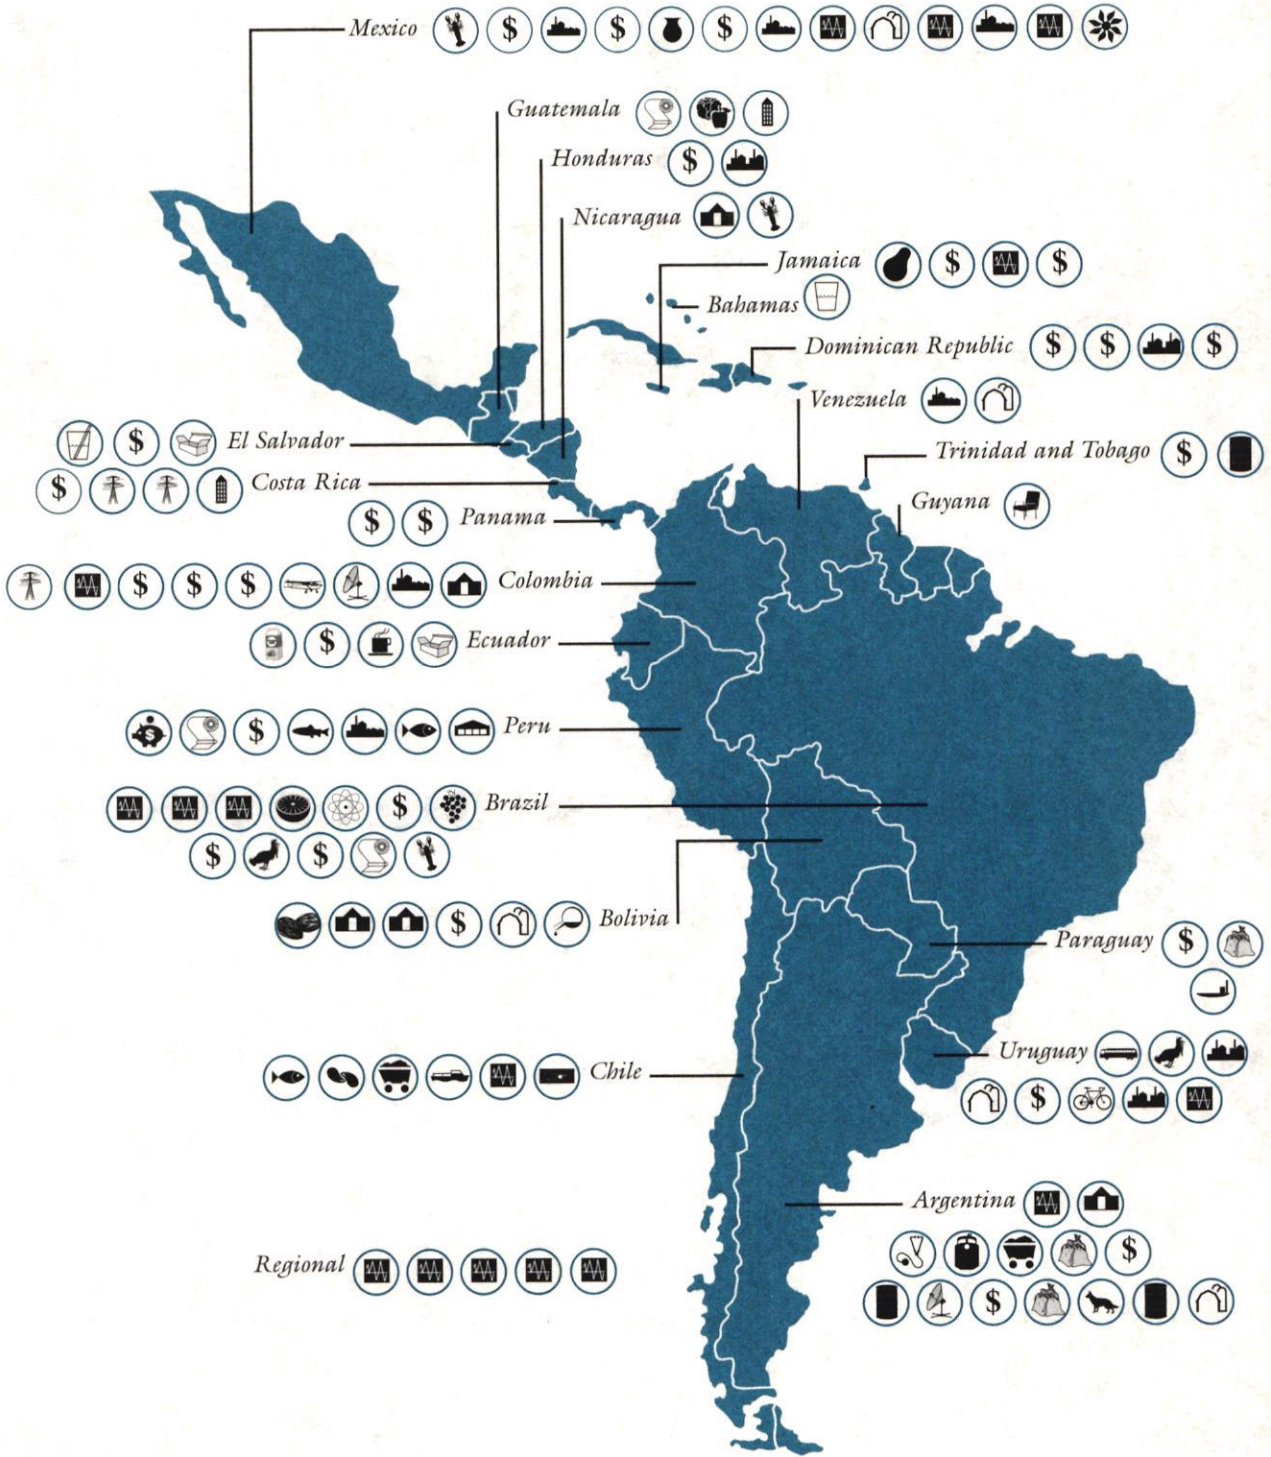 Mexico $ $ $
Guatemala
Honduras $
Nicaragua
Jamaica $ $
Bahamas
Dominican Republic $ $ $
Venezuela
$ El Salvador
Trinidad and Tobago $
$ Costa Rica
Guyana
$ $ Panama
$ $ $ Colombia
$ Ecuador
$ $ Peru
$ Brazil
$ $
$ Bolivia
Paraguay $
Uruguay
$
Chile
Argentina
$
Regional
$